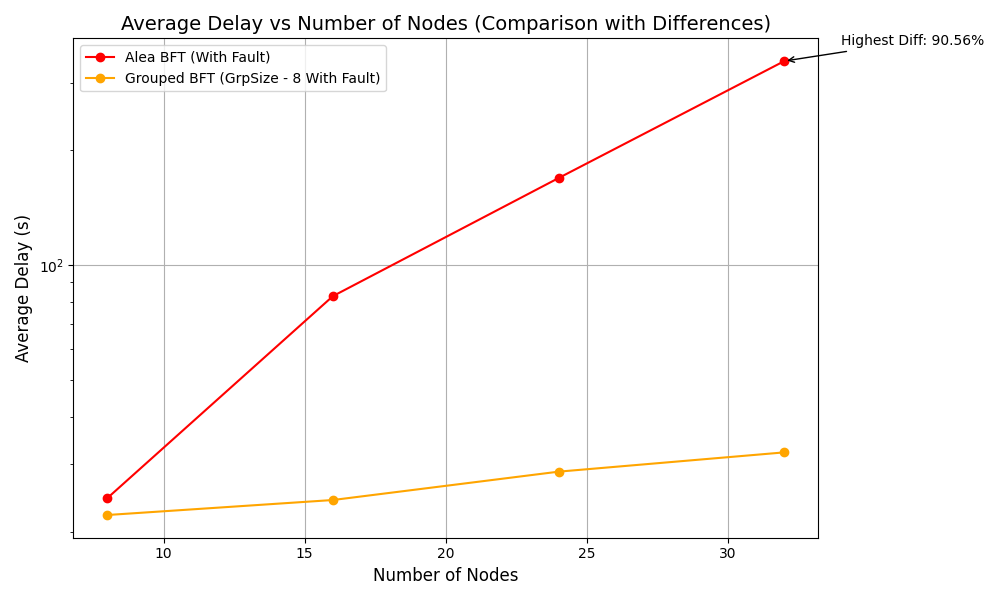 Average Delay vs Number of Nodes (Comparison with Differences)
Highest Diff: 90.56%
Alea BFT (With Fault)
Grouped BFT (GrpSize - 8 With Fault)
Average Delay (s)
10²
10 15 20 25 30
Number of Nodes